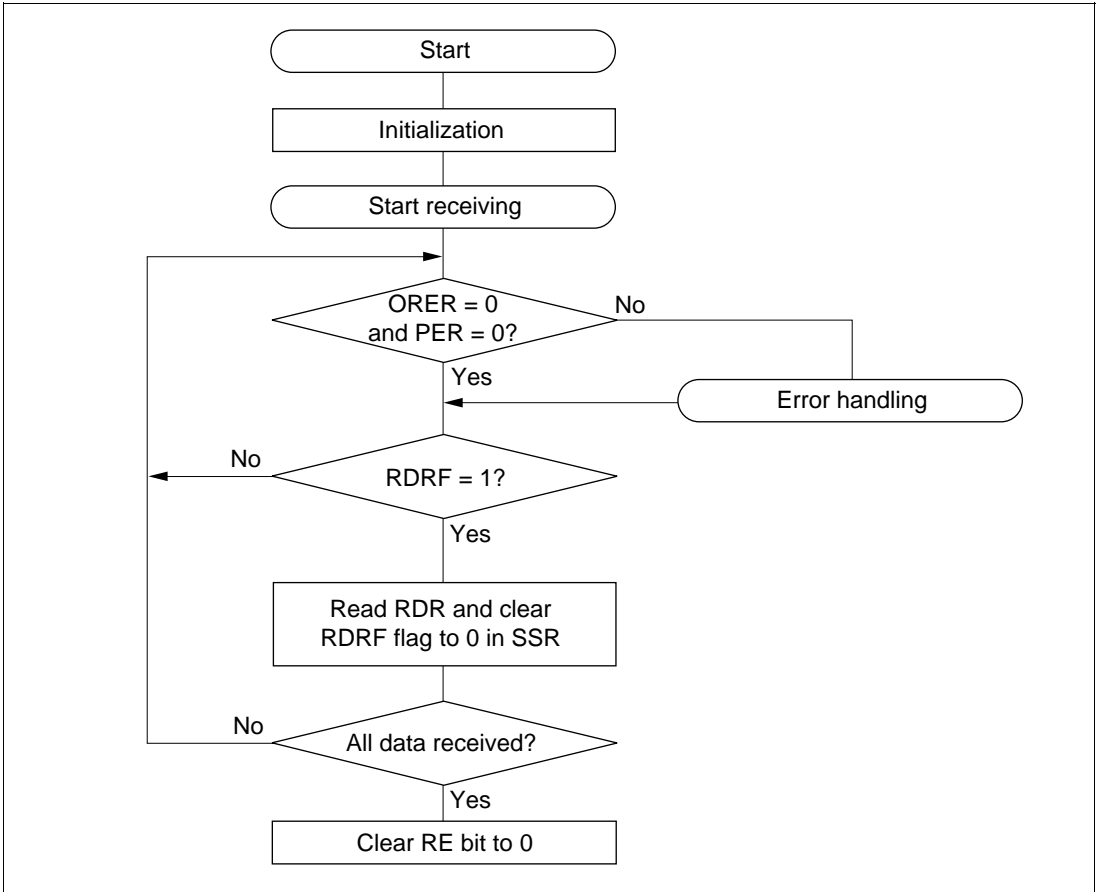 Start
Initialization
Start receiving
ORER = 0
and PER = 0?
No
Yes
Error handling
No
RDRF = 1?
Yes
Read RDR and clear
RDRF flag to 0 in SSR
No
All data received?
Yes
Clear RE bit to 0